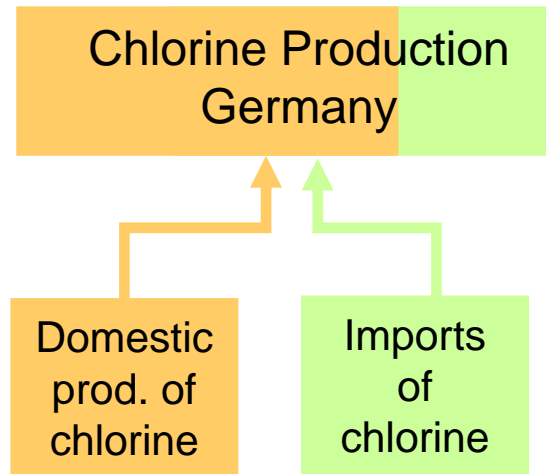 Chlorine Production
Germany
Domestic
prod. of
chlorine
Imports
of
chlorine